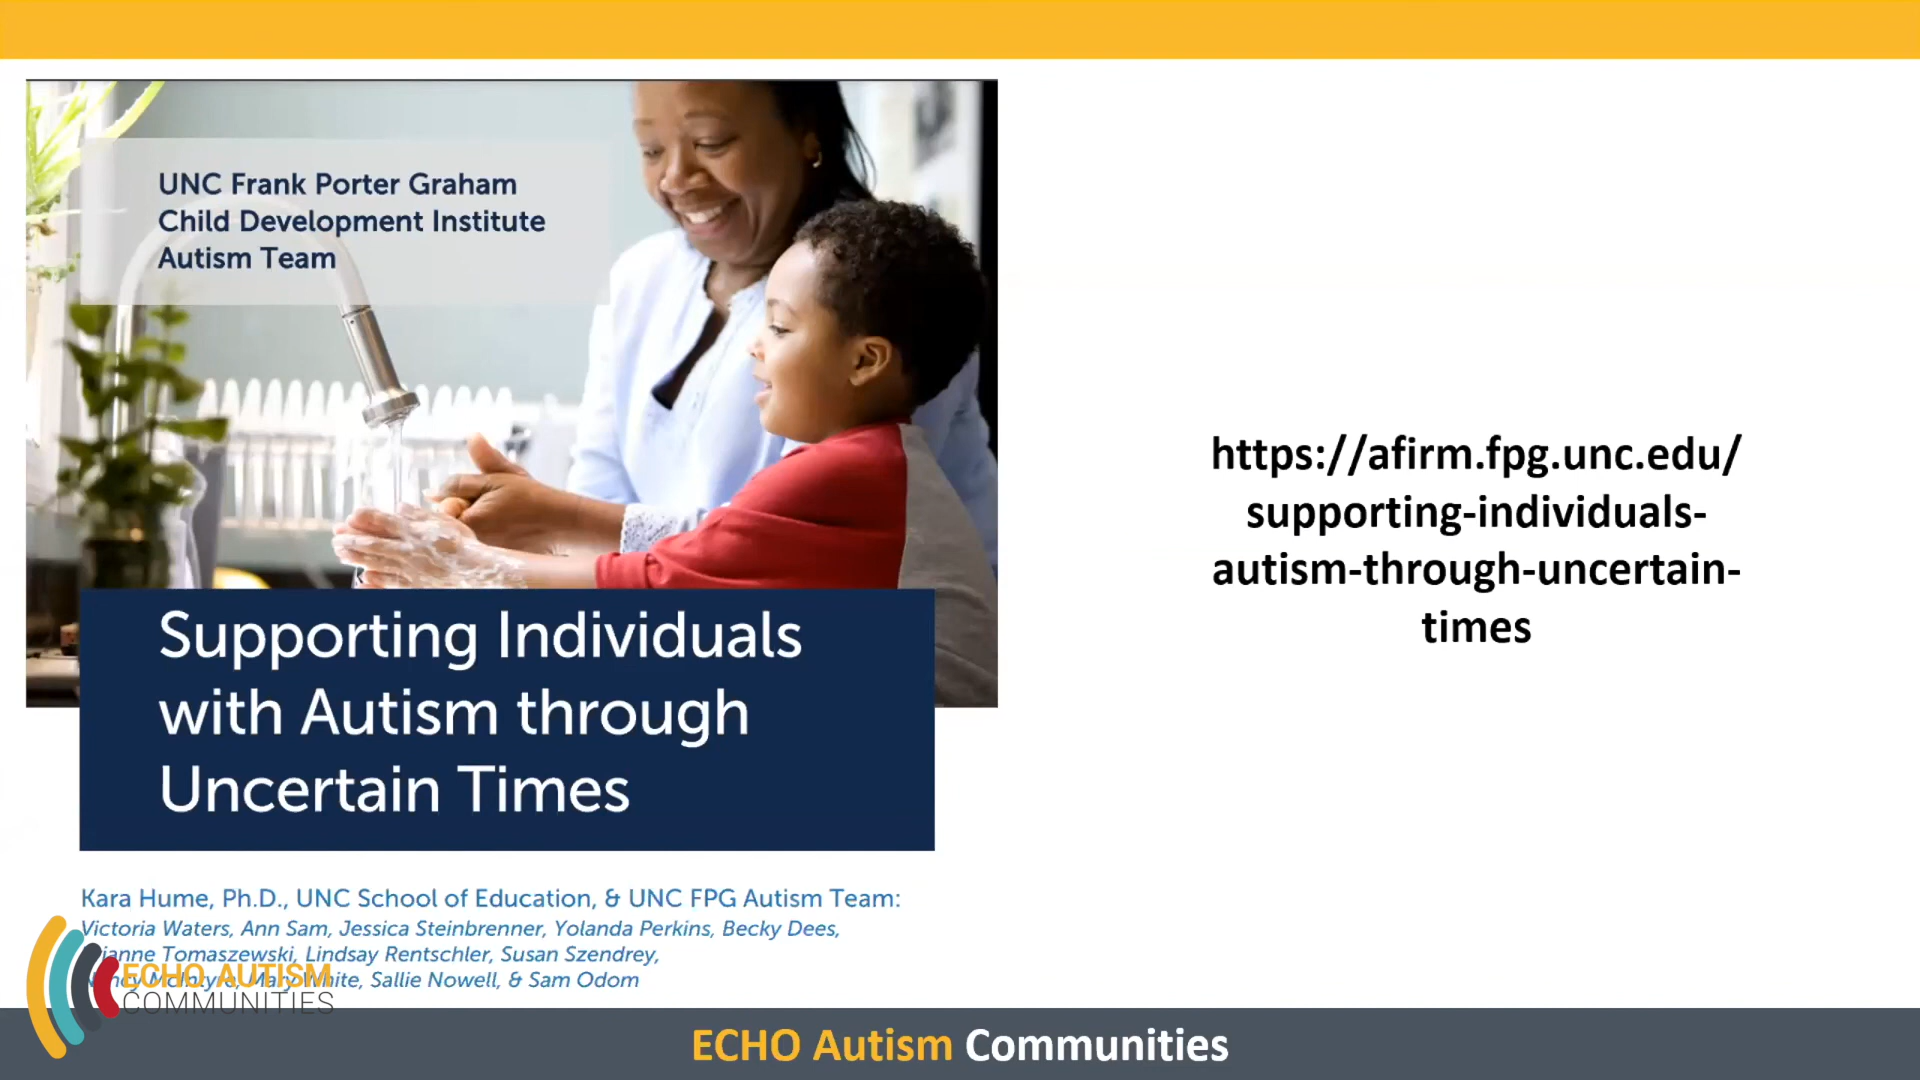 UNC Frank Porter Graham
Child Development Institute
Autism Team
Supporting Individuals
with Autism through
Uncertain Times
Kara Hume, Ph.D., UNC School of Education, & UNC FPG Autism Team:
Victoria Waters, Ann Sam, Jessica Steinbrenner, Yolanda Perkins, Becky Dees,
Tomaszewski, Lindsay Rentschler, Susan Szendrey,
McIntyre, Mary White, Sallie Nowell, & Sam Odom
https://afirm.fpg.unc.edu/
supporting-individuals-
autism-through-uncertain-
times
ECHO AUTISM
COMMUNITIES
ECHO Autism Communities